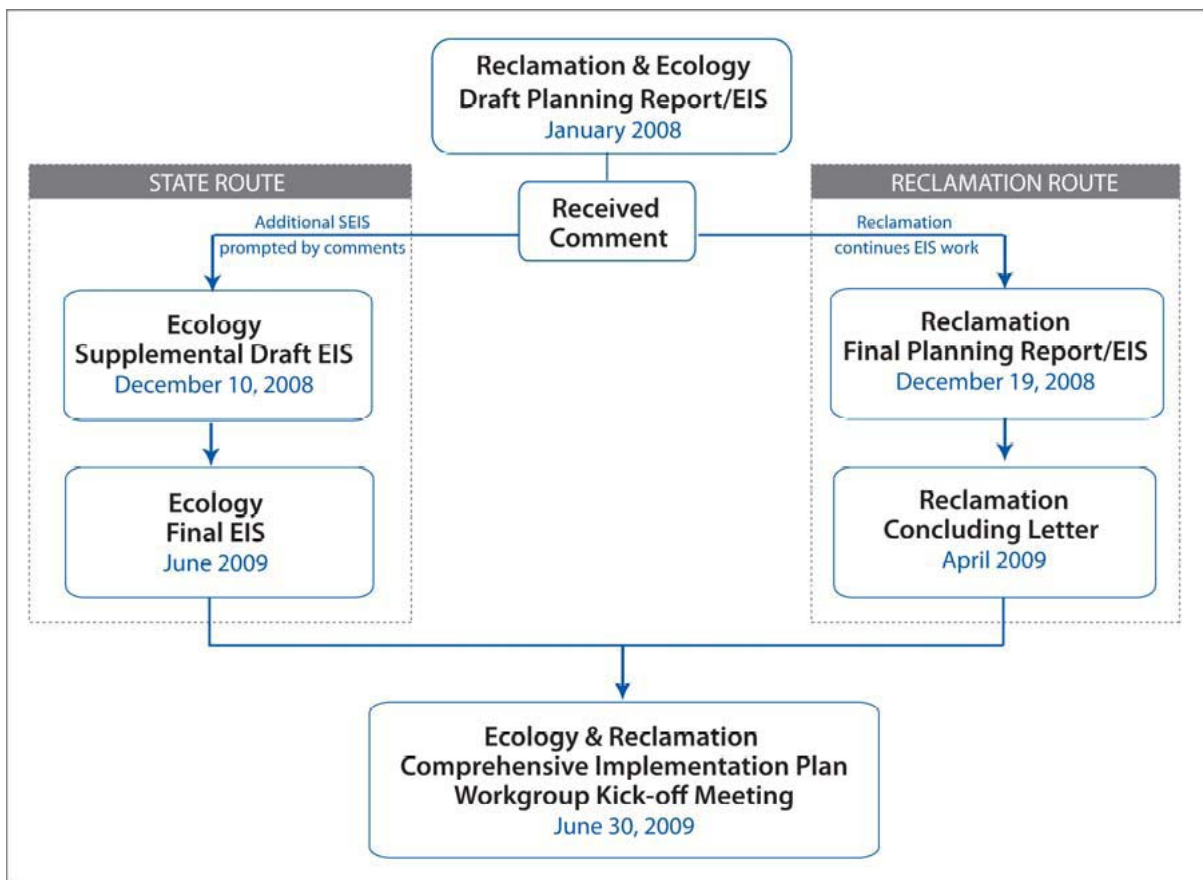 Reclamation & Ecology
Draft Planning Report/EIS
January 2008
STATE ROUTE
Additional SEIS
prompted by comments
Received
Comment
RECLAMATION ROUTE
Reclamation
continues EIS work
Ecology
Supplemental Draft EIS
December 10, 2008
Reclamation
Final Planning Report/EIS
December 19, 2008
Ecology
Final EIS
June 2009
Reclamation
Concluding Letter
April 2009
Ecology & Reclamation
Comprehensive Implementation Plan
Workgroup Kick-off Meeting
June 30, 2009